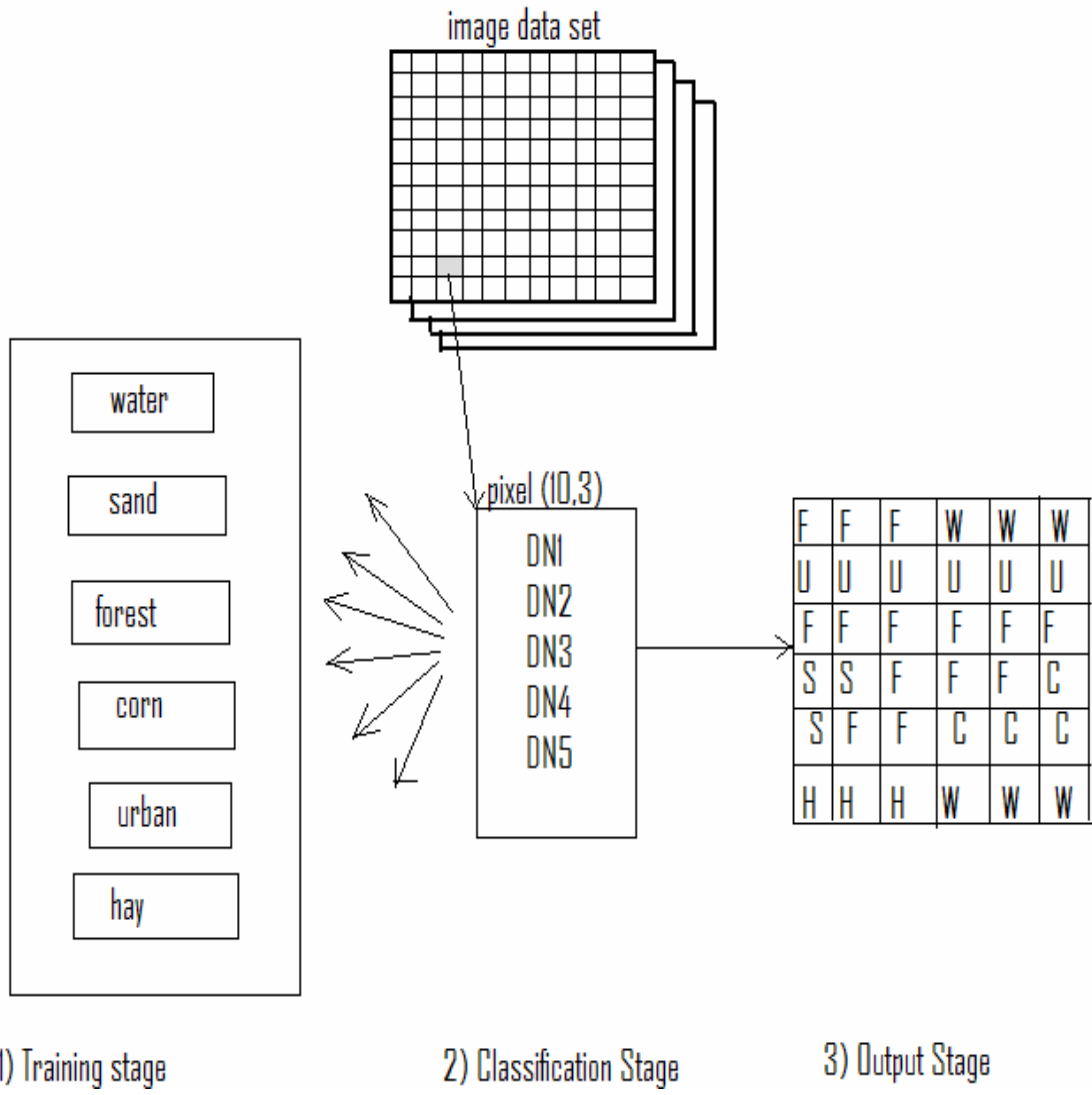 image data set
water
sand
forest
corn
urban
hay
pixel (10,3)
DN1
DN2
DN3
DN4
DN5
F F F W W W
U U U U U U
F F F F F F
S S F F F C
S F F C C C
H H H W W W
1) Training stage
2) Classification Stage
3) Output Stage